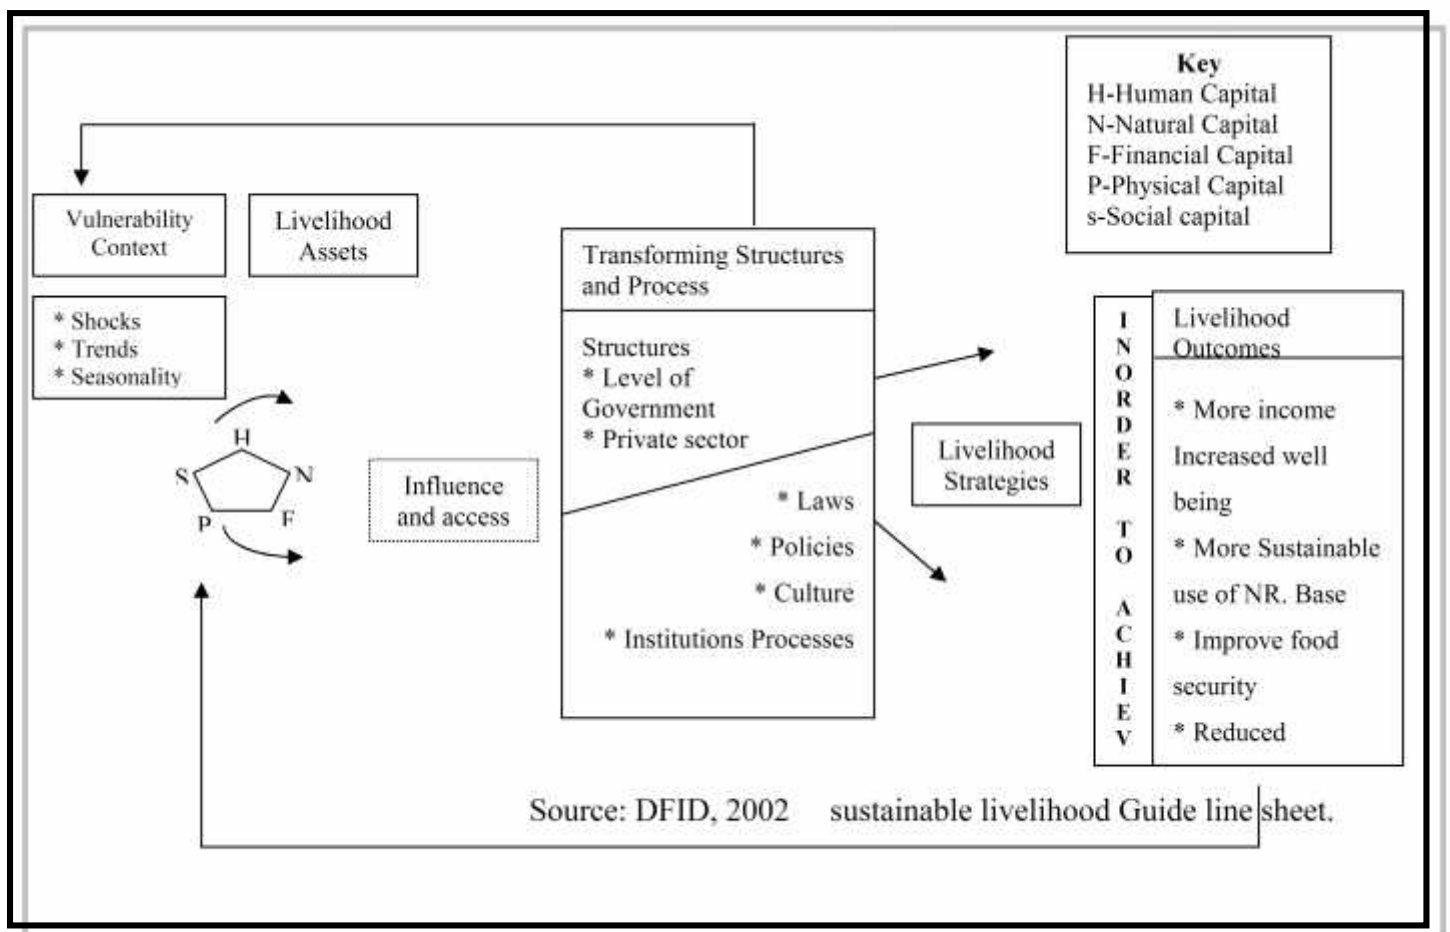 Key
H-Human Capital
N-Natural Capital
F-Financial Capital
P-Physical Capital
s-Social capital
Vulnerability
Context
Livelihood
Assets
* Shocks
* Trends
* Seasonality
H
S
N
P
F
Influence
and access
Transforming Structures
and Process
Structures
* Level of
Government
* Private sector
* Laws
* Policies
* Culture
* Institutions Processes
Livelihood
Strategies
I
N
O
R
D
E
R
T
O
A
C
H
I
E
V
Livelihood
Outcomes
* More income
Increased well
being
* More Sustainable
use of NR. Base
* Improve food
security
* Reduced
Source: DFID, 2002 sustainable livelihood Guide line sheet.